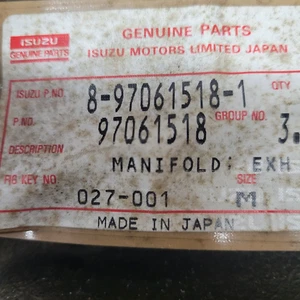 ISUZU
GENUINE PARTS
GENUINE PARTS
ISUZU MOTORS LIMITED JAPAN
ISUZU P.NO. 8-97061518-1 QTY
P.NO. 97061518 GROUP NO. 3.
DESCRIPTION MANIFOLD; EXH
R/B KEY NO 027-001 SIZE M
MADE IN JAPAN